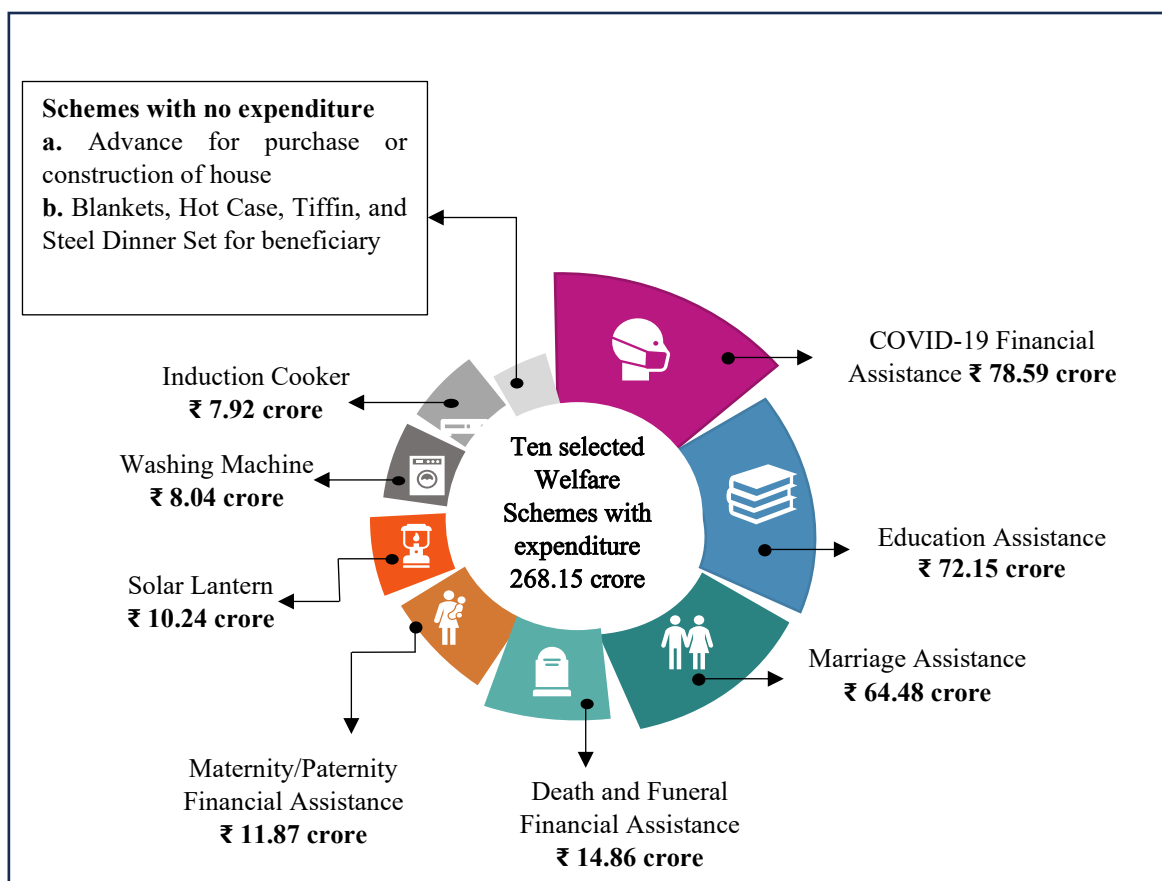 Schemes with no expenditure
a. Advance for purchase or
construction of house
b. Blankets, Hot Case, Tiffin, and
Steel Dinner Set for beneficiary
COVID-19 Financial
Assistance ₹ 78.59 crore
Induction Cooker
₹ 7.92 crore
Ten selected
Welfare
Schemes with
expenditure
268.15 crore
Washing Machine
₹ 8.04 crore
Education Assistance
₹ 72.15 crore
Solar Lantern
₹ 10.24 crore
Marriage Assistance
₹ 64.48 crore
Maternity/Paternity
Financial Assistance
₹ 11.87 crore
Death and Funeral
Financial Assistance
₹ 14.86 crore